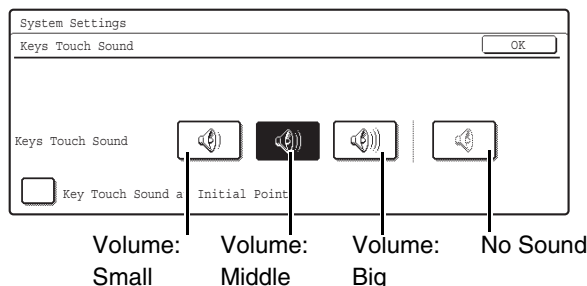 System Settings
Keys Touch Sound
OK
Keys Touch Sound
Key Touch Sound at Initial Point
Volume: Small
Volume: Middle
Volume: Big
No Sound